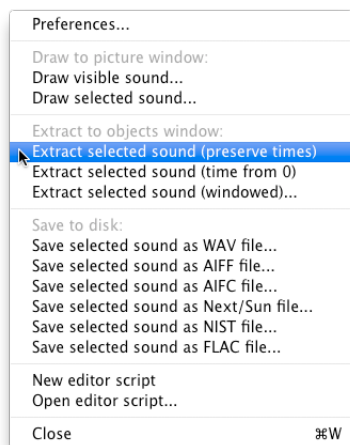 Preferences...
Draw to picture window:
Draw visible sound...
Draw selected sound...
Extract to objects window:
Extract selected sound (preserve times)
Extract selected sound (time from 0)
Extract selected sound (windowed)...
Save to disk:
Save selected sound as WAV file...
Save selected sound as AIFF file...
Save selected sound as AIFC file...
Save selected sound as Next/Sun file...
Save selected sound as NIST file...
Save selected sound as FLAC file...
New editor script
Open editor script...
Close ⌘W